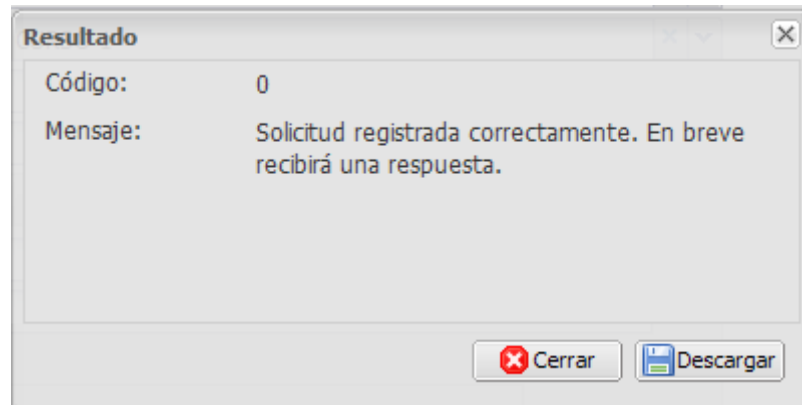 Resultado
Código: 0
Mensaje: Solicitud registrada correctamente. En breve
recibirá una respuesta.
Cerrar Descargar